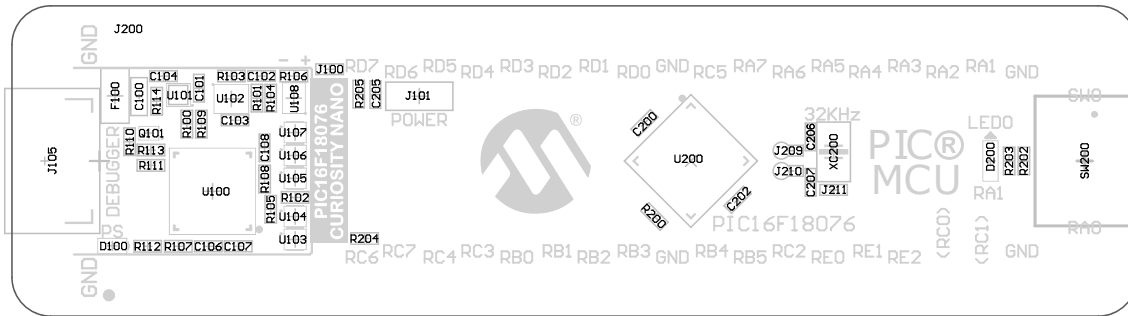 J200
GND
- +
J100
RD7 RD6 RD5 RD4 RD3 RD2 RD1 RD0 GND RC5 RA7 RA6 RA5 RA4 RA3 RA2 RA1 GND
C104 R103 C102 R106
F100 C100 R114 U101 C101 U102 R101 R104 U108
R205 C205 J101
POWER
SW0
R100 R109 C103
R110 Q101 U107
R113 C108 U106
R111
J105
DEBUGGER
U100
R108 U105
R102
R105 U104
U103
PIC16F18076
CURIOSITY NANO
®
C200
U200
C202
R200
PIC16F18076
32KHz
C206
J209
XC200
J210
C207
J211
PIC®
MCU
LED0
D200 R203 R202
RA1
SW200
RA0
PS
D100 R112 R107 C106 C107
R204
RC6 RC7 RC4 RC3 RB0 RB1 RB2 RB3 GND RB4 RB5 RC2 RE0 RE1 RE2 (RC0) (RC1) GND
GND